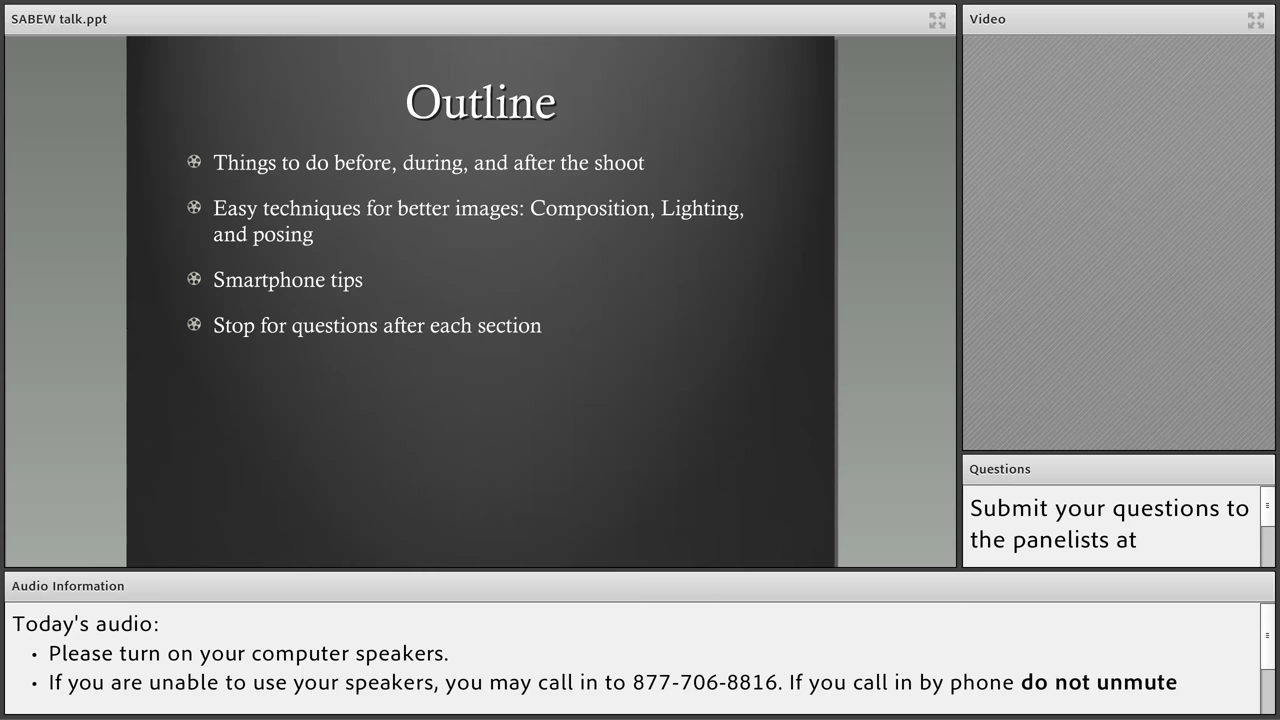 SABEW talk.ppt
Outline
Things to do before, during, and after the shoot
Easy techniques for better images: Composition, Lighting,
and posing
Smartphone tips
Stop for questions after each section
Video
Questions
Submit your questions to
the panelists at
Audio Information
Today's audio:
• Please turn on your computer speakers.
• If you are unable to use your speakers, you may call in to 877-706-8816. If you call in by phone do not unmute